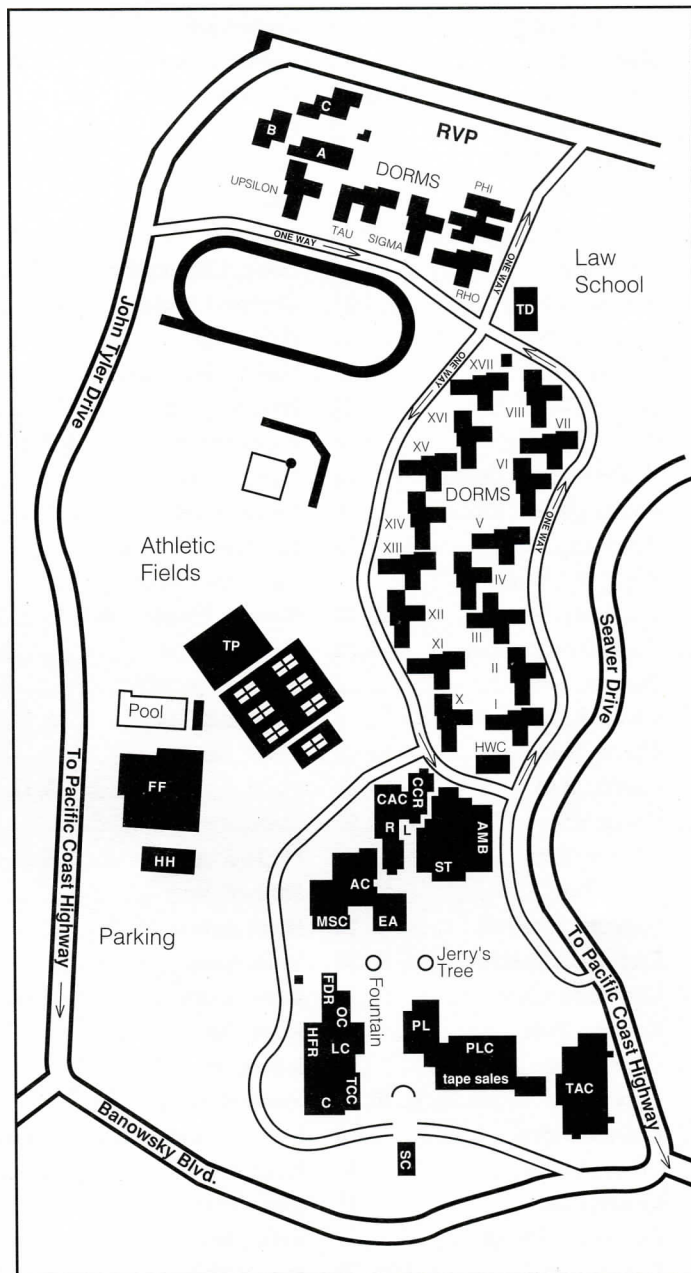 C
B
RVP
A
DORMS
PHI
UPSILON
TAU
SIGMA
ONE WAY
RHO
ONE WAY
Law
School
TD
John Tyler Drive
ONE WAY
XVII
VIII
XVI
VII
XV
VI
DORMS
XIV
V
ONE WAY
XIII
IV
Athletic
Fields
XII
III
Seaver Drive
XI
II
TP
X
I
Pool
HWC
To Pacific Coast Highway
FF
CAC
CCR
R
L
AMB
ST
HH
AC
MSC
EA
Parking
Jerry's
Tree
Fountain
To Pacific Coast Highway
FDR
OC
PL
HFR
LC
PLC
tape sales
TCC
C
TAC
Banowsky Blvd.
SC